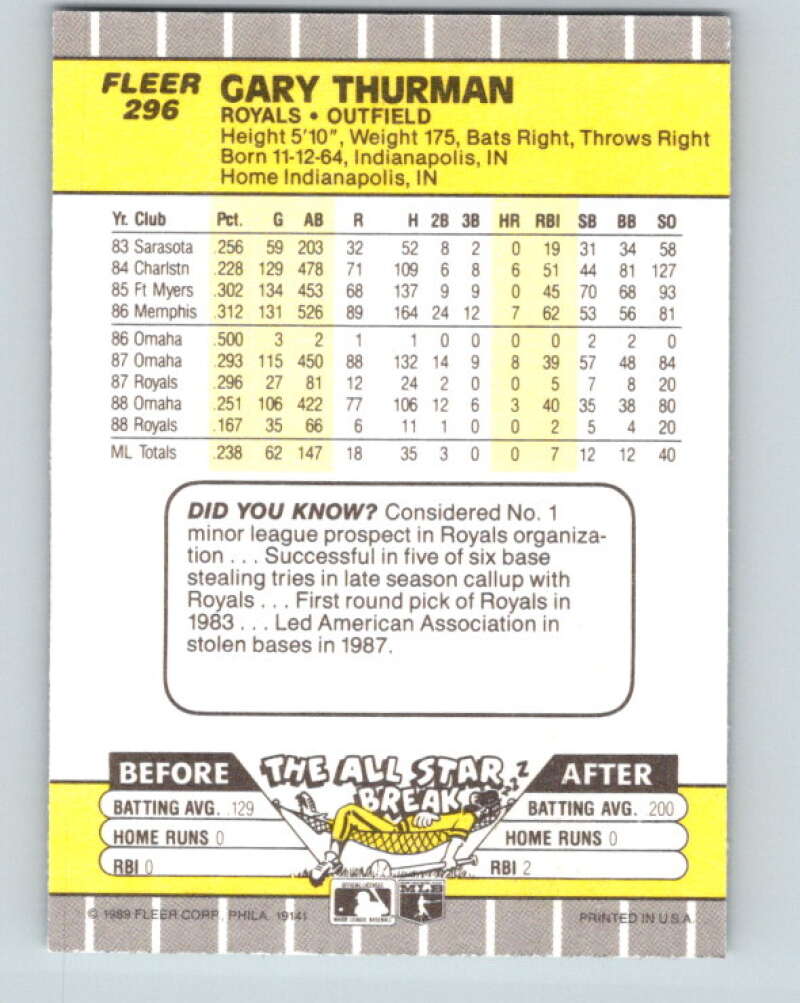 FLEER
296
GARY THURMAN
ROYALS • OUTFIELD
Height 5'10", Weight 175, Bats Right, Throws Right
Born 11-12-64, Indianapolis, IN
Home Indianapolis, IN
Yr. Club Pct. G AB R H 2B 3B HR RBI SB BB SO
83 Sarasota .256 59 203 32 52 8 2 0 19 31 34 58
84 Charlstn .228 129 478 71 109 6 8 6 51 44 81 127
85 Ft Myers .302 134 453 68 137 9 9 0 45 70 68 93
86 Memphis .312 131 526 89 164 24 12 7 62 53 56 81
86 Omaha .500 3 2 1 1 0 0 0 0 2 2 0
87 Omaha .293 115 450 88 132 14 9 8 39 57 48 84
87 Royals .296 27 81 12 24 2 0 0 5 7 8 20
88 Omaha .251 106 422 77 106 12 6 3 40 35 38 80
88 Royals .167 35 66 6 11 1 0 0 2 5 4 20
ML Totals .238 62 147 18 35 3 0 0 7 12 12 40
DID YOU KNOW? Considered No. 1
minor league prospect in Royals organiza-
tion . . . Successful in five of six base
stealing tries in late season callup with
Royals . . . First round pick of Royals in
1983 . . . Led American Association in
stolen bases in 1987.
THE ALL STAR
BREAK
zzZ
BEFORE
BATTING AVG. .129
HOME RUNS 0
RBI 0
AFTER
BATTING AVG. .200
HOME RUNS 0
RBI 2
MLB
© 1989 FLEER CORP., PHILA. 19141
PRINTED IN U.S.A.